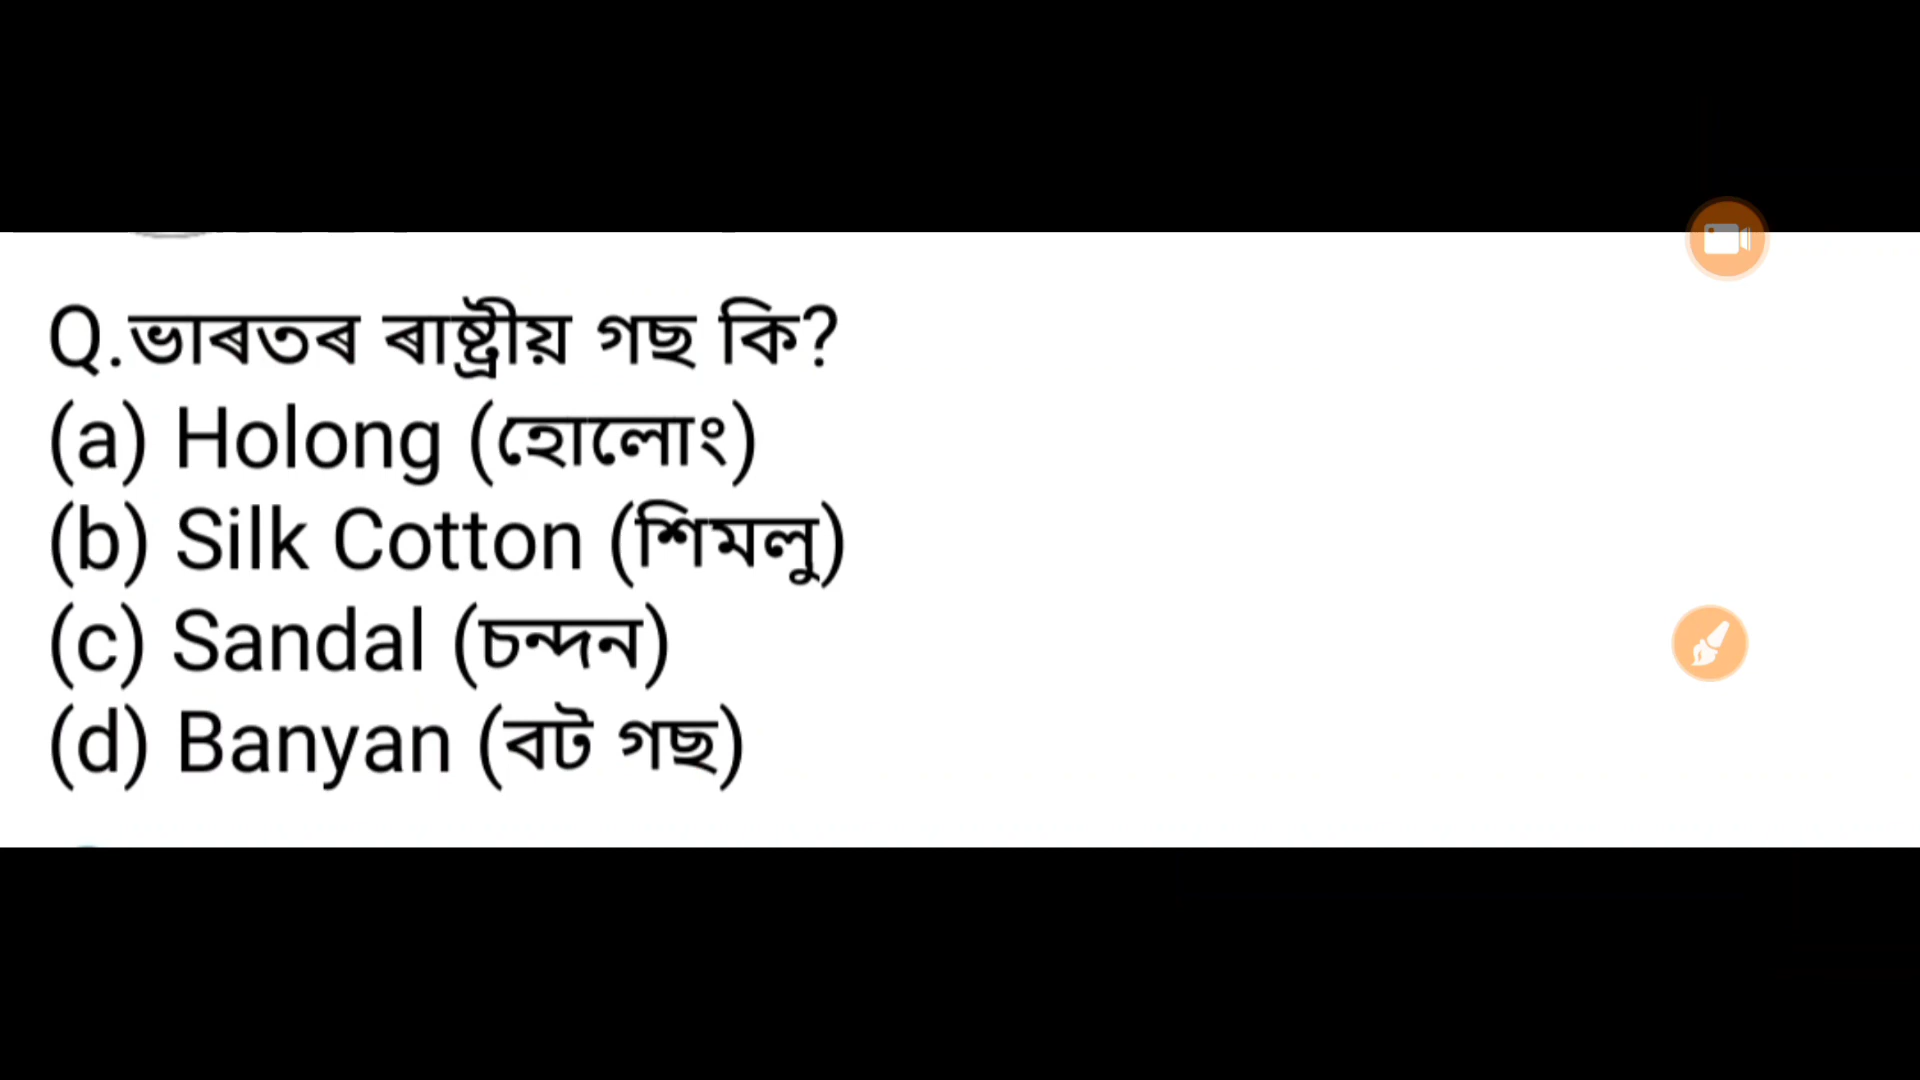 Q.ভাৰতৰ ৰাষ্ট্ৰীয় গছ কি?
(a) Holong (হোলোং)
(b) Silk Cotton (শিমলু)
(c) Sandal (চন্দন)
(d) Banyan (বট গছ)